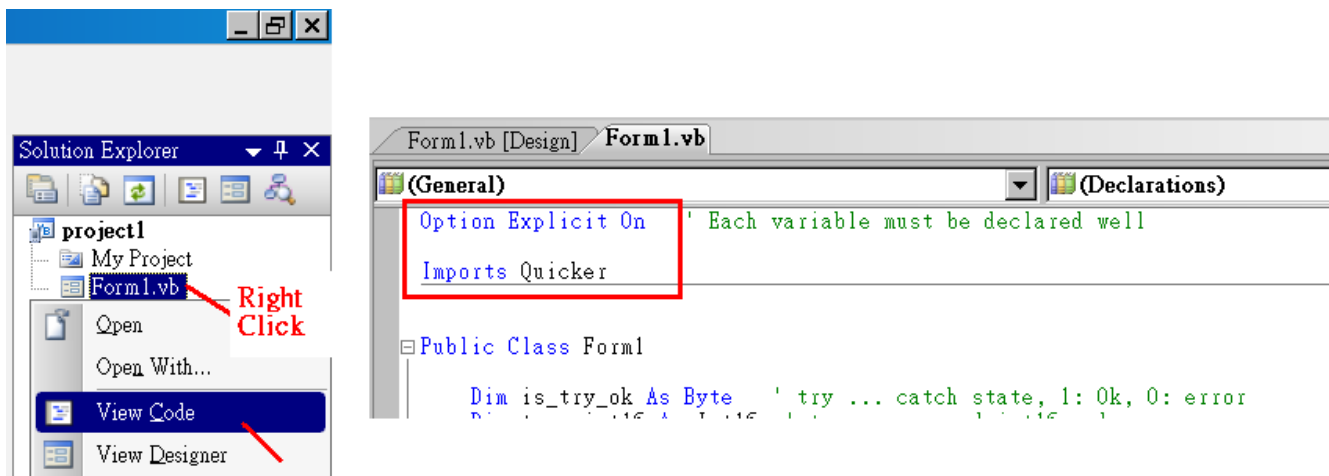 Solution Explorer
project1
My Project
Form1.vb
Right
Click
Open
Open With...
View Code
View Designer
Form1.vb [Design] Form1.vb
(General) (Declarations)
Option Explicit On ' Each variable must be declared well
Imports Quicker
Public Class Form1
Dim is_try_ok As Byte ' try ... catch state, 1: Ok, 0: error